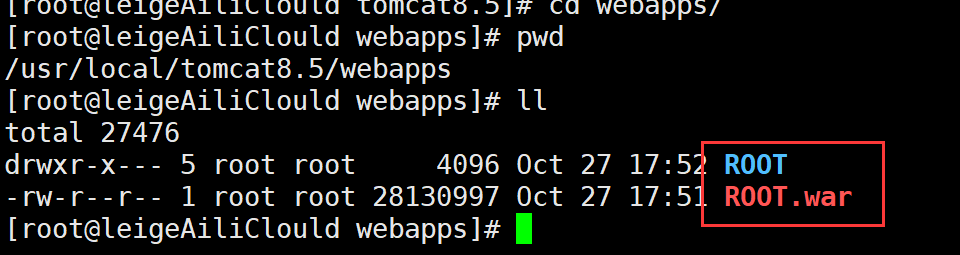 [root@leigeAiliClould tomcat8.5]# cd webapps/
[root@leigeAiliClould webapps]# pwd
/usr/local/tomcat8.5/webapps
[root@leigeAiliClould webapps]# ll
total 27476
drwxr-x--- 5 root root     4096 Oct 27 17:52 ROOT
-rw-r--r-- 1 root root 28130997 Oct 27 17:51 ROOT.war
[root@leigeAiliClould webapps]#